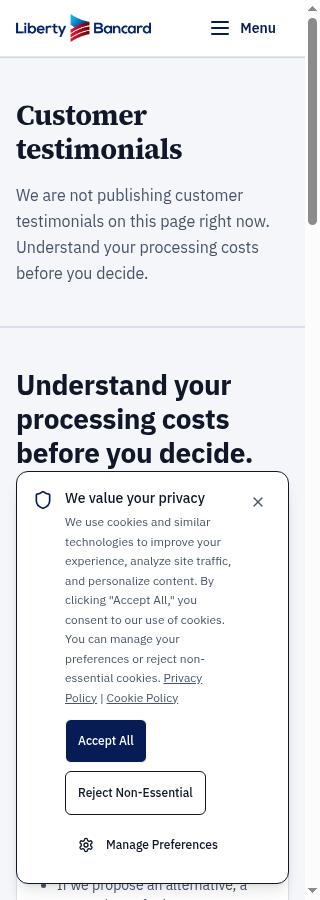 Liberty Bancard
Menu
Customer
testimonials
We are not publishing customer
testimonials on this page right now.
Understand your processing costs
before you decide.
Understand your
processing costs
before you decide.
We value your privacy
We use cookies and similar
technologies to improve your
experience, analyze site traffic,
and personalize content. By
clicking "Accept All," you
consent to our use of cookies.
You can manage your
preferences or reject non-
essential cookies. Privacy
Policy | Cookie Policy
Accept All
Reject Non-Essential
Manage Preferences
If we propose an alternative, a